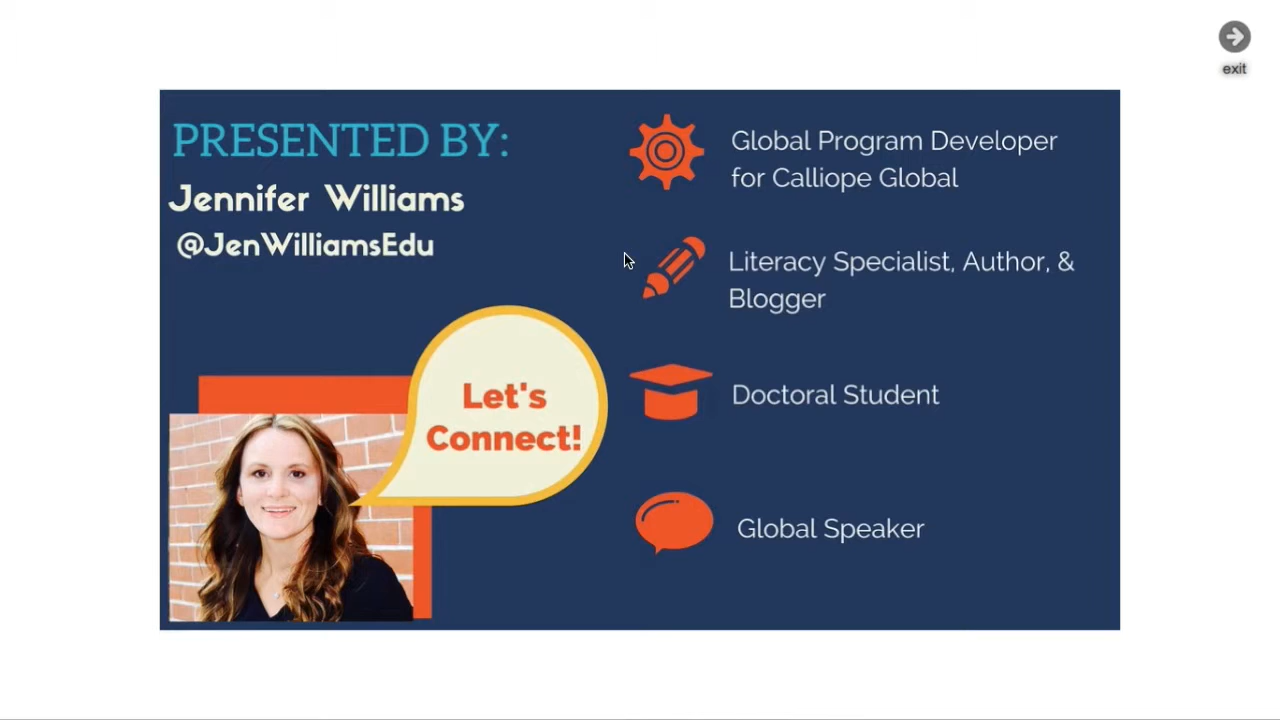 exit
PRESENTED BY:
Jennifer Williams
@JenWilliamsEdu
Let's
Connect!
Global Program Developer
for Calliope Global
Literacy Specialist, Author, &
Blogger
Doctoral Student
Global Speaker